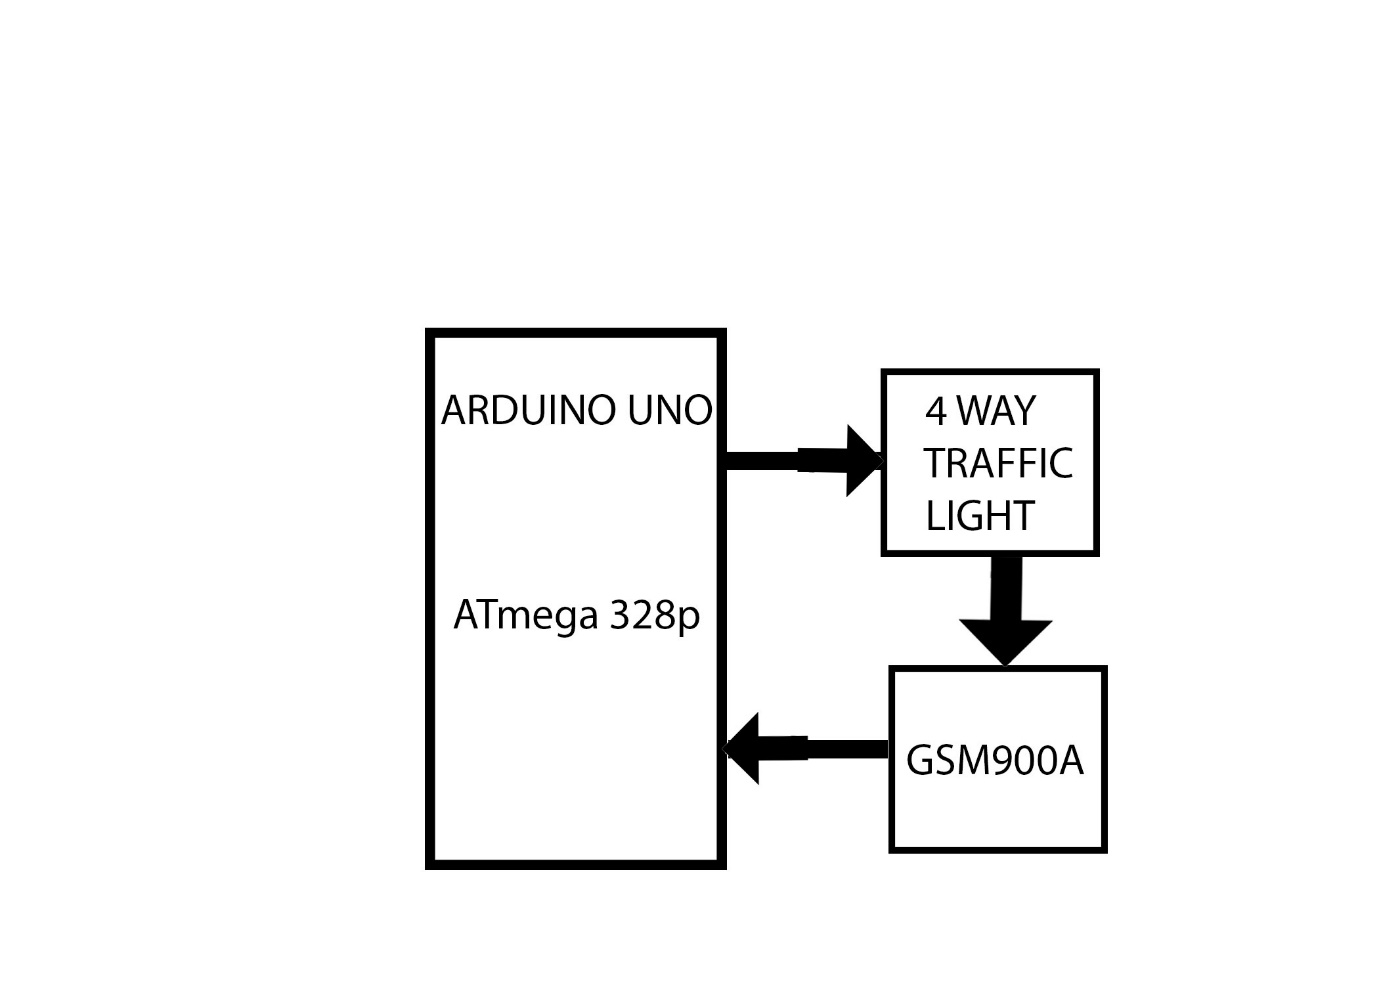 ARDUINO UNO
ATmega 328p
4 WAY
TRAFFIC
LIGHT
GSM900A